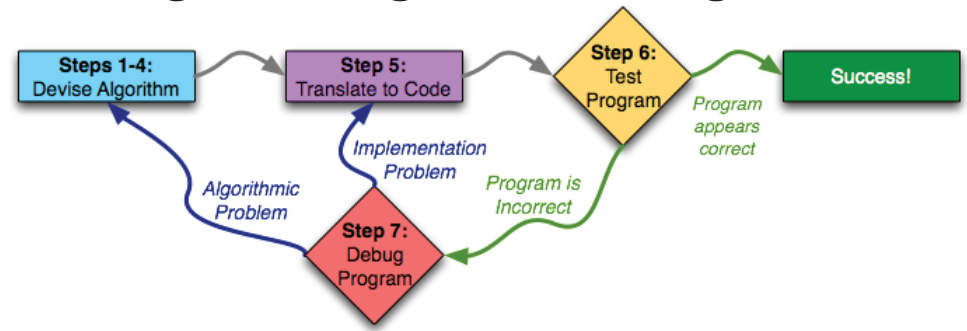 Steps 1-4:
Devise Algorithm
Step 5:
Translate to Code
Step 6:
Test
Program
Success!
Program
appears
correct
Implementation
Problem
Algorithmic
Problem
Program is
Incorrect
Step 7:
Debug
Program